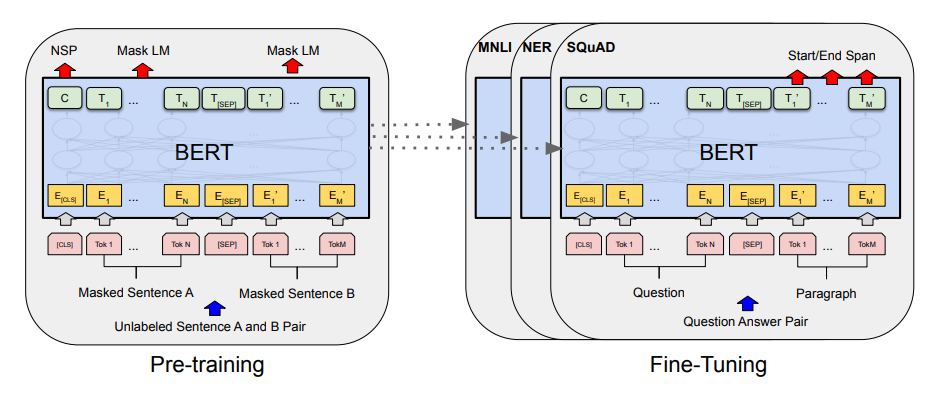 NSP Mask LM Mask LM
C T1 ... TN T[SEP] T1’ ... TM’
BERT
E[CLS] E1 ... EN E[SEP] E1’ ... EM’
[CLS] Tok 1 ... Tok N [SEP] Tok 1 ... TokM
Masked Sentence A Masked Sentence B
Unlabeled Sentence A and B Pair
Pre-training
MNLI NER SQuAD
Start/End Span
C T1 ... TN T[SEP] T1’ ... TM’
BERT
E[CLS] E1 ... EN E[SEP] E1’ ... EM’
[CLS] Tok 1 ... Tok N [SEP] Tok 1 ... TokM
Question Paragraph
Question Answer Pair
Fine-Tuning